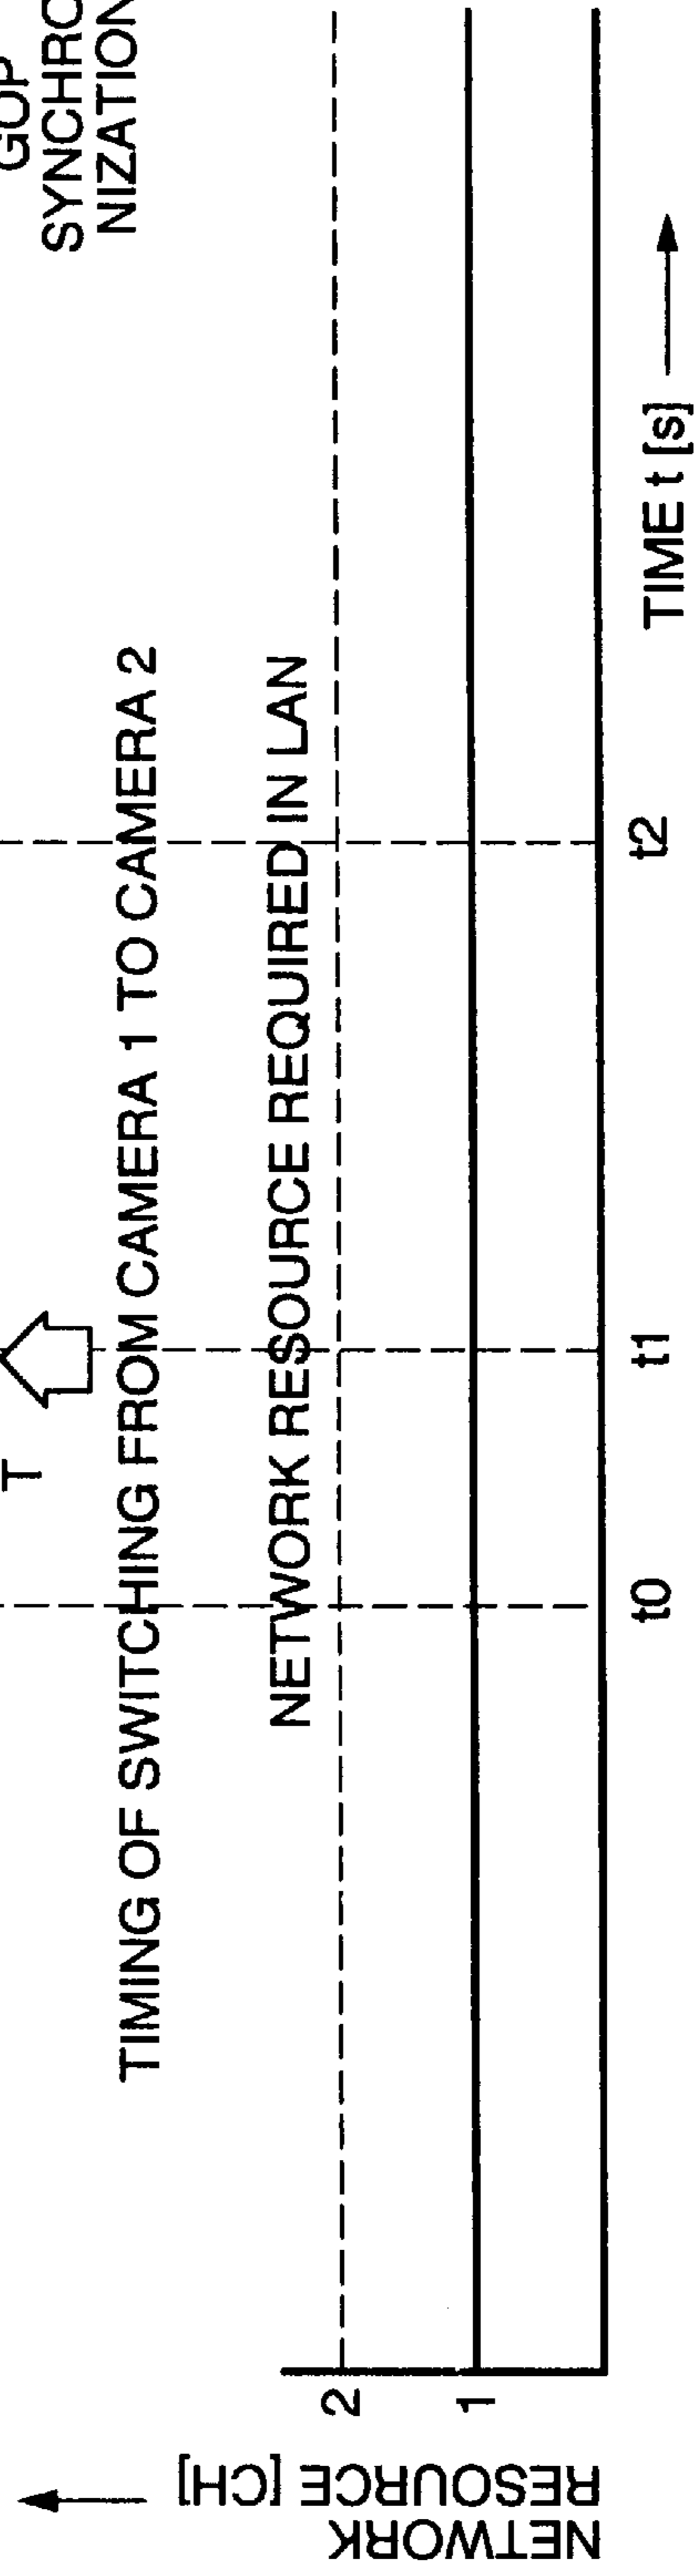 GOP
SYNCHRO
NIZATION
T
TIMING OF SWITCHING FROM CAMERA 1 TO CAMERA 2
NETWORK RESOURCE REQUIRED IN LAN
NETWORK
RESOURCE [CH]
2
1
t0
t1
t2
TIME t [s]